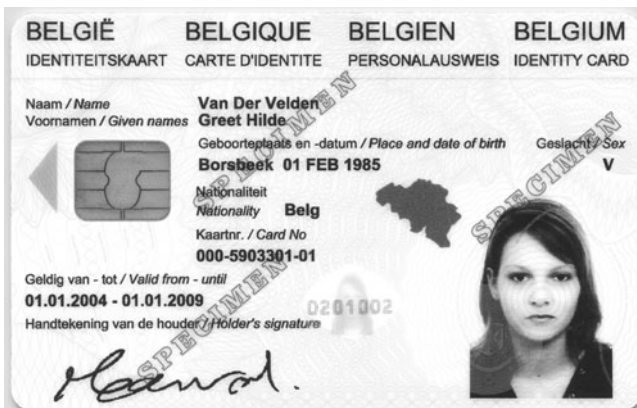 BELGIË BELGIQUE BELGIEN BELGIUM
IDENTITEITSKAART CARTE D'IDENTITE PERSONALAUSWEIS IDENTITY CARD
Naam / Name Van Der Velden
Voornamen / Given names Greet Hilde
Geboorteplaats en -datum / Place and date of birth Geslacht / Sex
Borsbeek 01 FEB 1985 V
Nationaliteit
Nationality Belg
Kaartnr. / Card No
000-5903301-01
Geldig van - tot / Valid from - until
01.01.2004 - 01.01.2009
0201002
Handtekening van de houder / Holder's signature
SPECIMEN
SPECIMEN
SPECIMEN